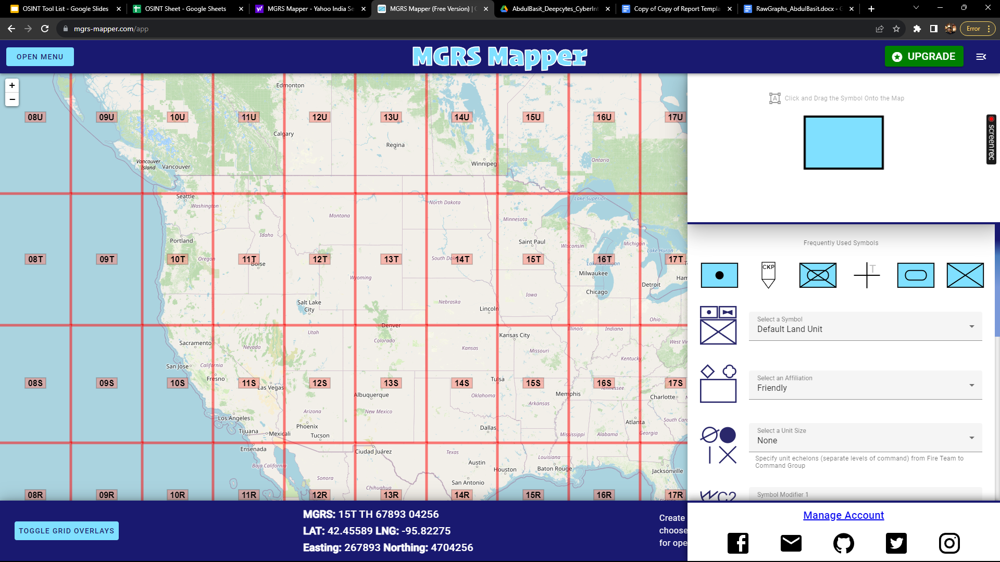 OSINT Tool List - Google Slides
OSINT Sheet - Google Sheets
MGRS Mapper - Yahoo India Se
MGRS Mapper (Free Version) |
AbdulBasit_Deepcytes_CyberInt
Copy of Copy of Report Templa
RawGraphs_AbdulBasit.docx - G
mgrs-mapper.com/app
Error
OPEN MENU
MGRS Mapper
UPGRADE
+
−
Edmonton
08U 09U 10U 11U 12U 13U 14U 15U 16U 17U
Calgary
Regina
Vancouver Island
Vancouver
Winnipeg
Ontario
Seattle
Washington
North Dakota
Lake Superior
Montana
Minnesota
Idaho
Portland
Saint Paul
Wisconsin
Michigan
Lake Huron
08T 09T 10T 11T 12T 13T 14T 15T 16T 17T
Oregon
Boise
South Dak
Lake Michigan
Wyoming
Milwaukee
Ham
Detroit
Chicago
Salt Lake City
Nebraska
Iowa
Lincoln
Ohio
Denver
Utah
Illinois
Indiana
Kansas City
Colorado
Sacramento
Nevada
Kansas
Missouri
West Vir
Kentucky
San Jose
California
Fresno
Tulsa
08S 09S 10S 11S 12S 13S 14S 15S 16S 17S
Las Vegas
Tennessee
Albuquerque
Oklahoma
Memphis
Charlotte
Arkansas
Arizona
New Mexico
Los Angeles
Atlanta
South Car
Phoenix
Dallas
Tijuana
Mexicali
Tucson
Mississippi
Alabama
Georgia
Ensenada
Ciudad Juárez
Texas
Louisiana
Baja California
Austin
Houston
Baton Rouge
Jacksonville
Sonora
San Antonio
Chihuahua
08R 09R 10R 11R 12R 13R 14R 15R 16R 17R
A Click and Drag the Symbol Onto the Map
screenrec
Frequently Used Symbols
CKP
T
Select a Symbol
Default Land Unit
Select an Affiliation
Friendly
Select a Unit Size
None
Specify unit echelons (separate levels of command) from Fire Team to
Command Group
Symbol Modifier 1
TOGGLE GRID OVERLAYS
MGRS: 15T TH 67893 04256
LAT: 42.45589 LNG: -95.82275
Easting: 267893 Northing: 4704256
Create
choose
for ope
Manage Account